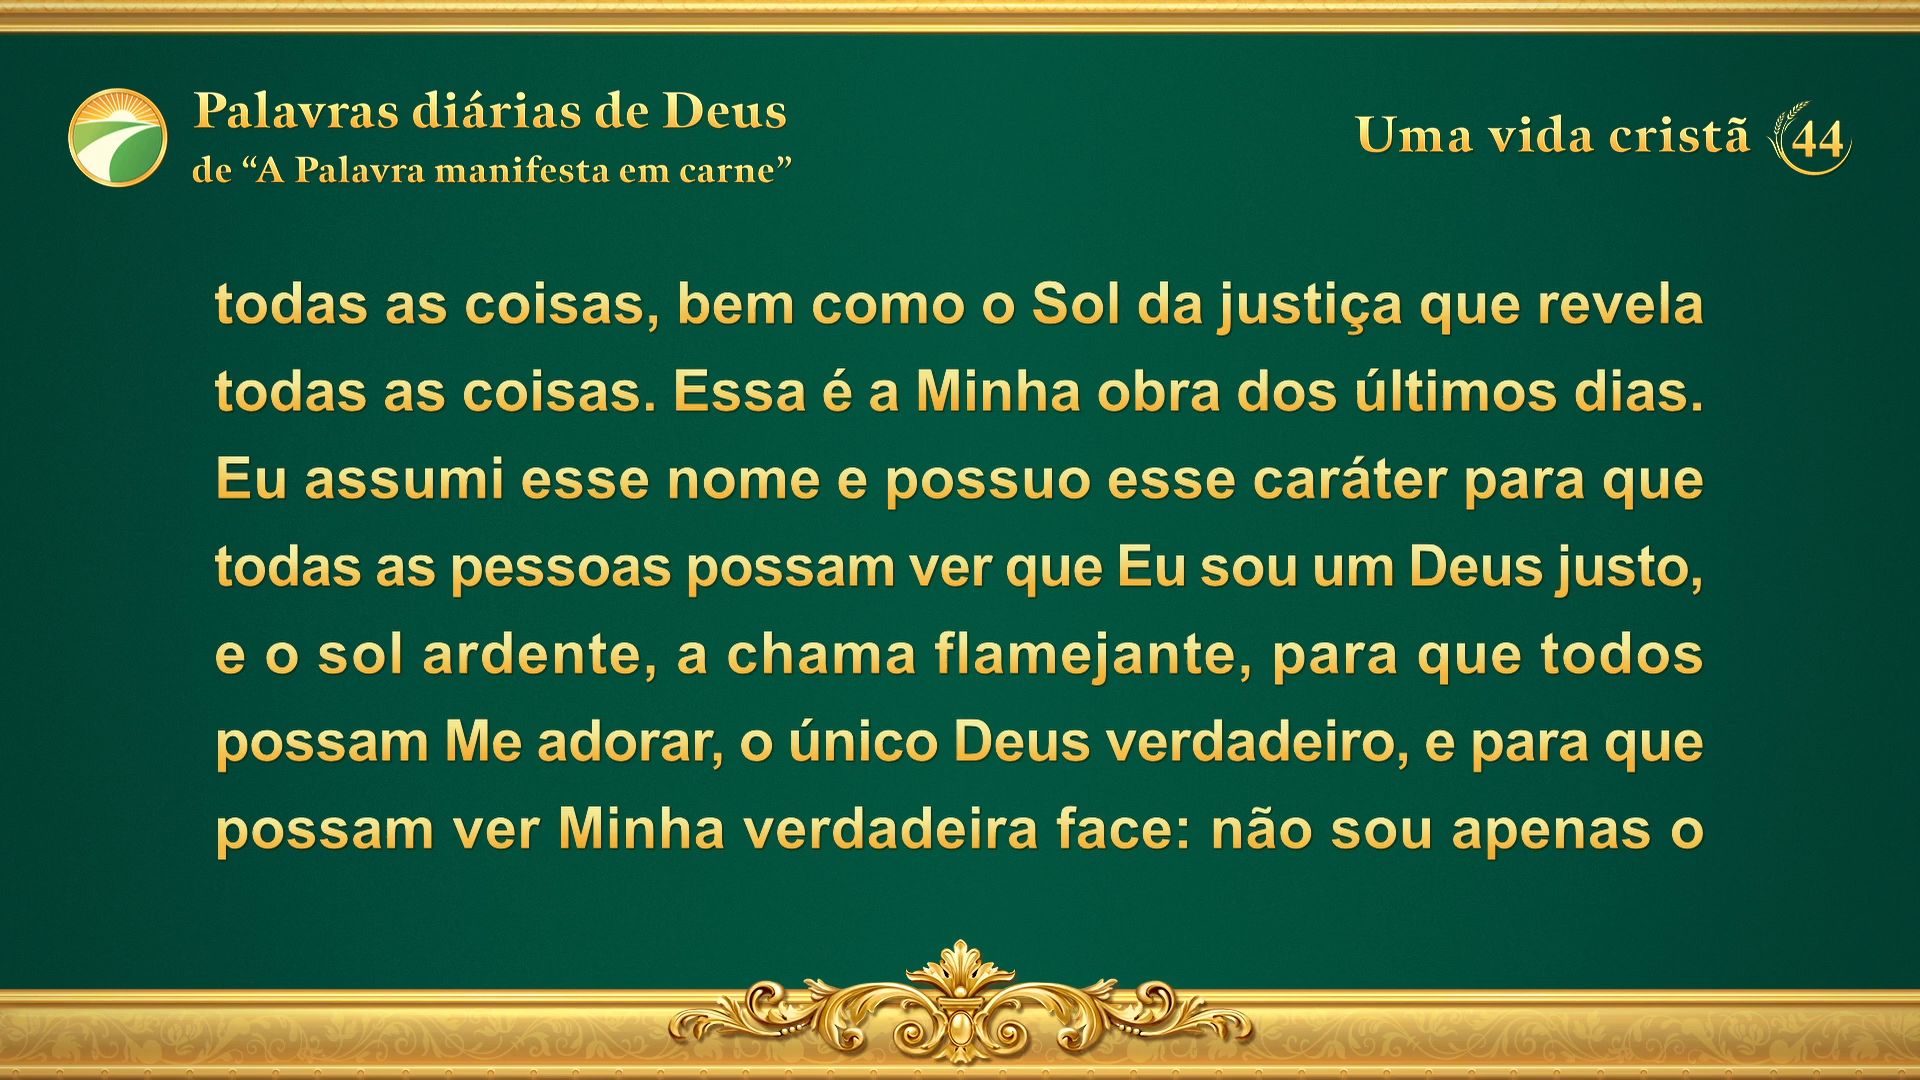 Palavras diárias de Deus
de “A Palavra manifesta em carne”
Uma vida cristã 44
todas as coisas, bem como o Sol da justiça que revela
todas as coisas. Essa é a Minha obra dos últimos dias.
Eu assumi esse nome e possuo esse caráter para que
todas as pessoas possam ver que Eu sou um Deus justo,
e o sol ardente, a chama flamejante, para que todos
possam Me adorar, o único Deus verdadeiro, e para que
possam ver Minha verdadeira face: não sou apenas o